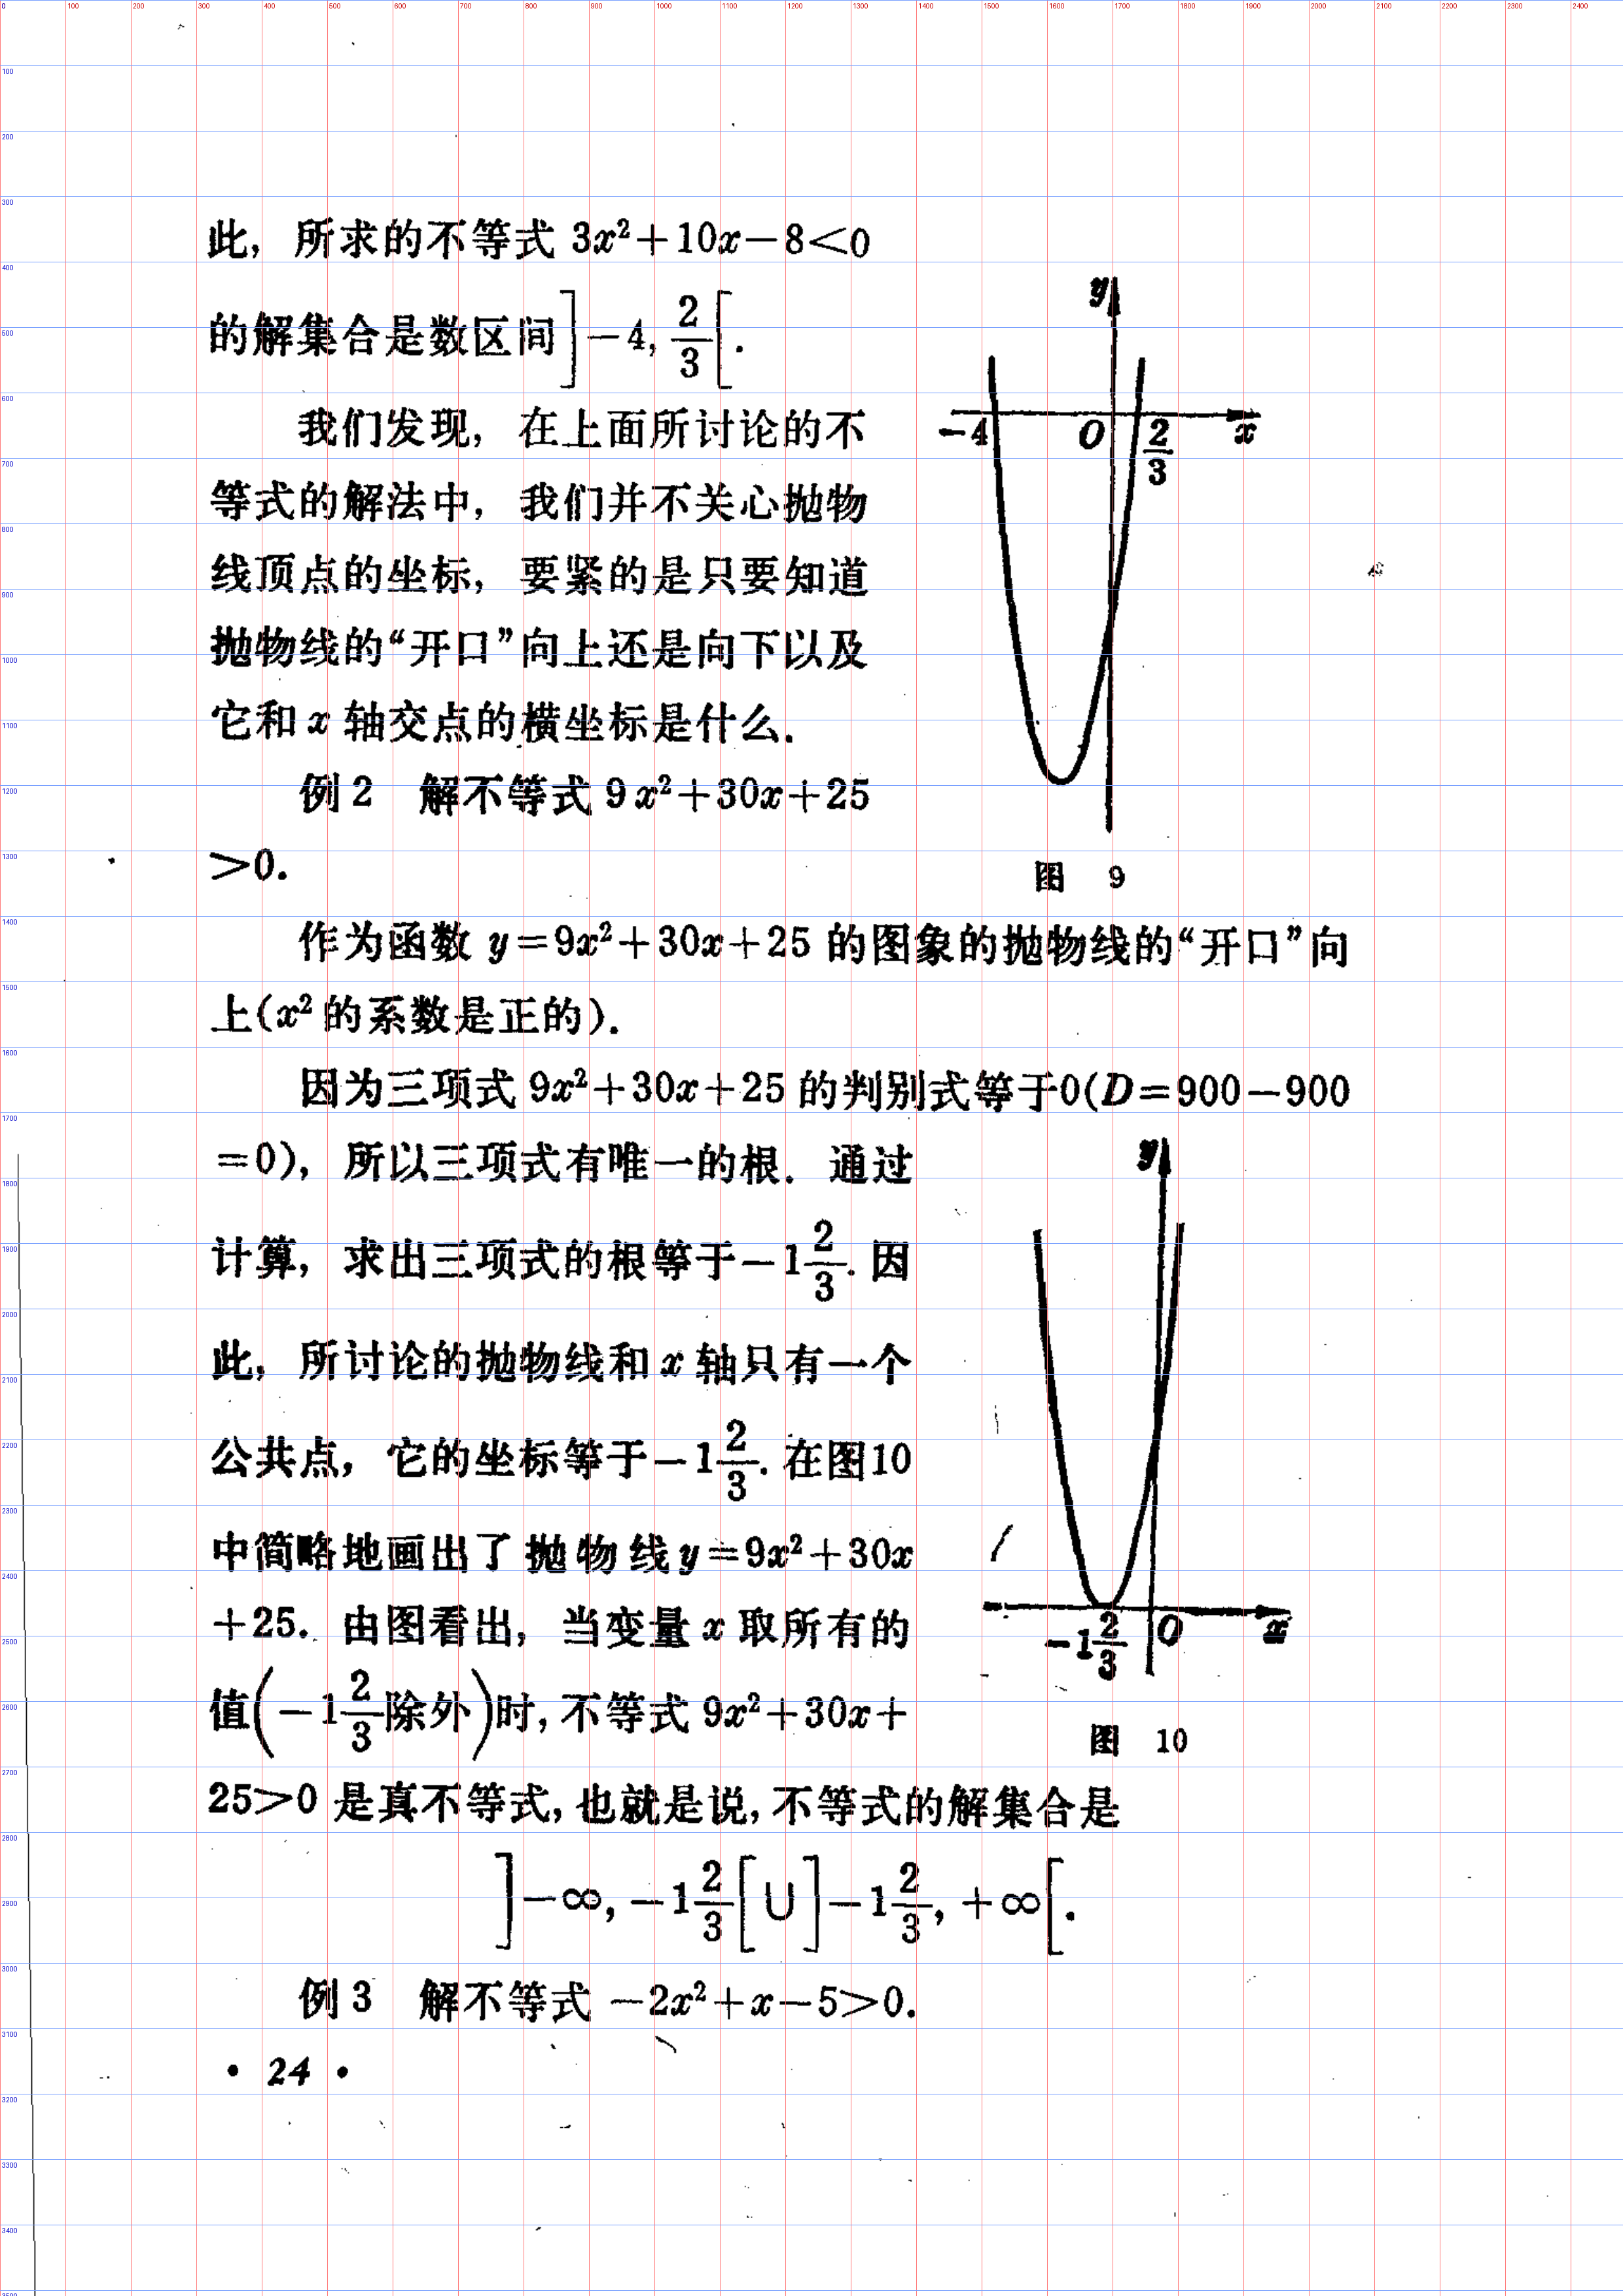 此, 所求的不等式 3x²+10x-8<0
的解集合是数区间]-4, 2/3[.
我们发现, 在上面所讨论的不
等式的解法中, 我们并不关心抛物
线顶点的坐标, 要紧的是只要知道
抛物线的“开口”向上还是向下以及
它和 x 轴交点的横坐标是什么.
例2 解不等式 9x²+30x+25
>0.
y
-4
O
2/3
x
图 9
作为函数 y=9x²+30x+25 的图象的抛物线的“开口”向
上(x²的系数是正的).
因为三项式 9x²+30x+25 的判别式等于0(D=900-900
=0), 所以三项式有唯一的根. 通过
计算, 求出三项式的根等于-1 2/3. 因
此, 所讨论的抛物线和 x 轴只有一个
公共点, 它的坐标等于-1 2/3. 在图10
中简略地画出了抛物线y=9x²+30x
+25. 由图看出, 当变量 x 取所有的
值(-1 2/3除外)时, 不等式 9x²+30x+
y
-1 2/3
O
x
图 10
25>0 是真不等式, 也就是说, 不等式的解集合是
]-∞, -1 2/3[∪]-1 2/3, +∞[.
例3 解不等式 -2x²+x-5>0.
• 24 •